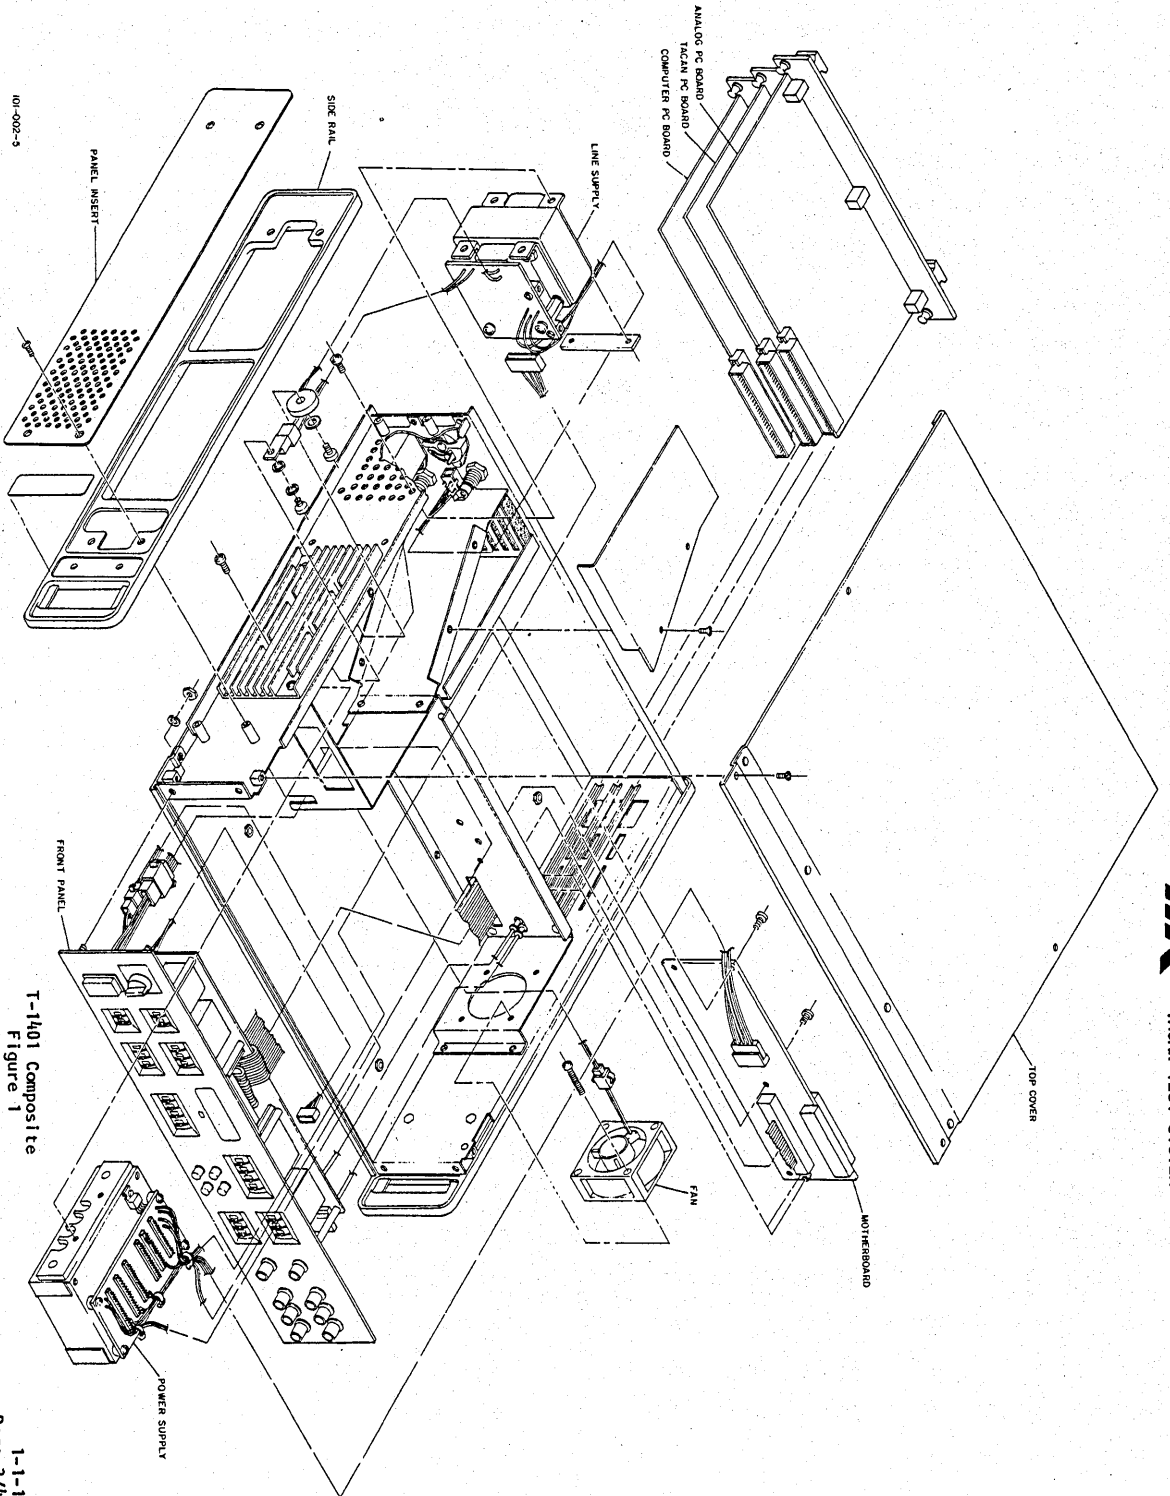 TOP COVER
MOTHERBOARD
FAN
POWER SUPPLY
ANALOG PC BOARD
TACAN PC BOARD
COMPUTER PC BOARD
LINE SUPPLY
SIDE RAIL
PANEL INSERT
FRONT PANEL
101-002-5
T-1401 Composite
Figure 1
1-1-1